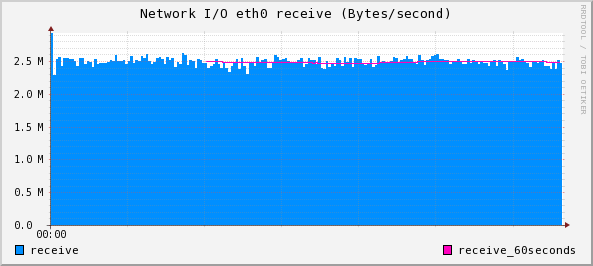 Network I/O eth0 receive (Bytes/second)
RRDTOOL / TOBI OETIKER
2.5 M
2.0 M
1.5 M
1.0 M
0.5 M
0.0
00:00
receive
receive_60seconds